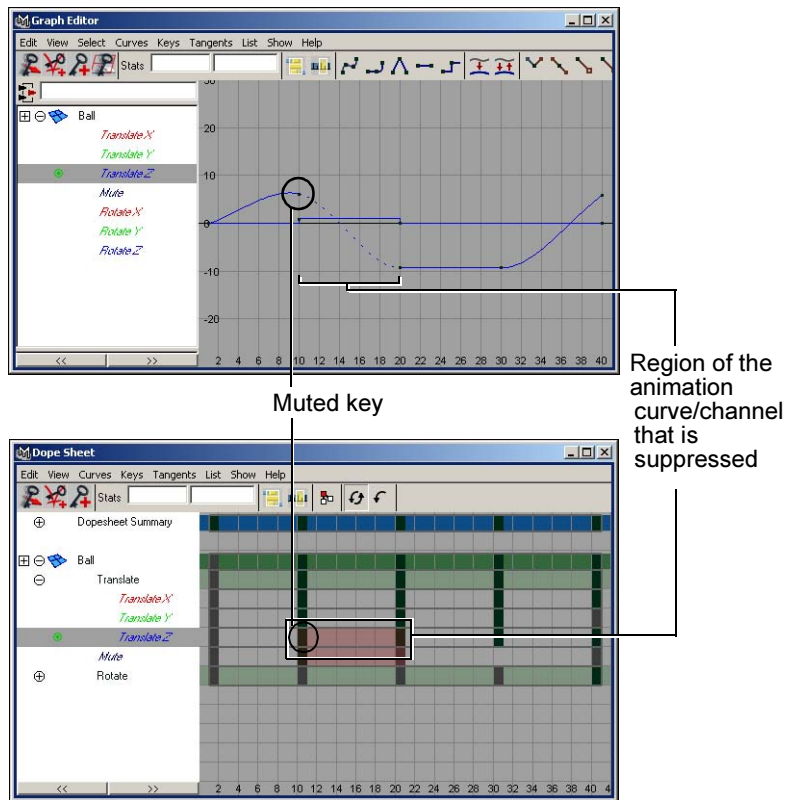 Graph Editor
Edit View Select Curves Keys Tangents List Show Help
Stats
Ball
Translate X
Translate Y
Translate Z
Mute
Rotate X
Rotate Y
Rotate Z
<< >>
30
20
10
0
-10
-20
2 4 6 8 10 12 14 16 18 20 22 24 26 28 30 32 34 36 38 40
Muted key
Region of the
animation
curve/channel
that is
suppressed
Dope Sheet
Edit View Curves Keys Tangents List Show Help
Stats
Dopesheet Summary
Ball
Translate
Translate X
Translate Y
Translate Z
Mute
Rotate
<< >>
2 4 6 8 10 12 14 16 18 20 22 24 26 28 30 32 34 36 38 40 4